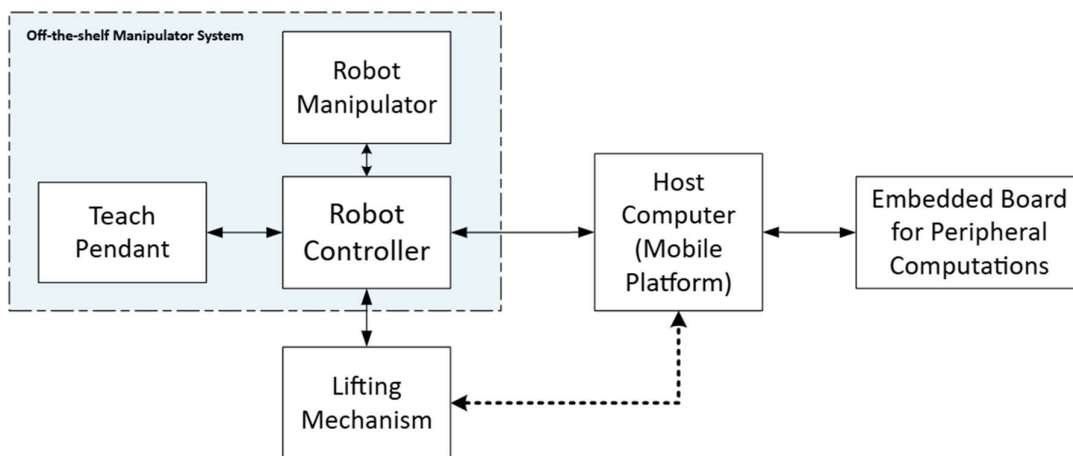 Off-the-shelf Manipulator System
Robot
Manipulator
Teach
Pendant
Robot
Controller
Host
Computer
(Mobile
Platform)
Embedded Board
for Peripheral
Computations
Lifting
Mechanism